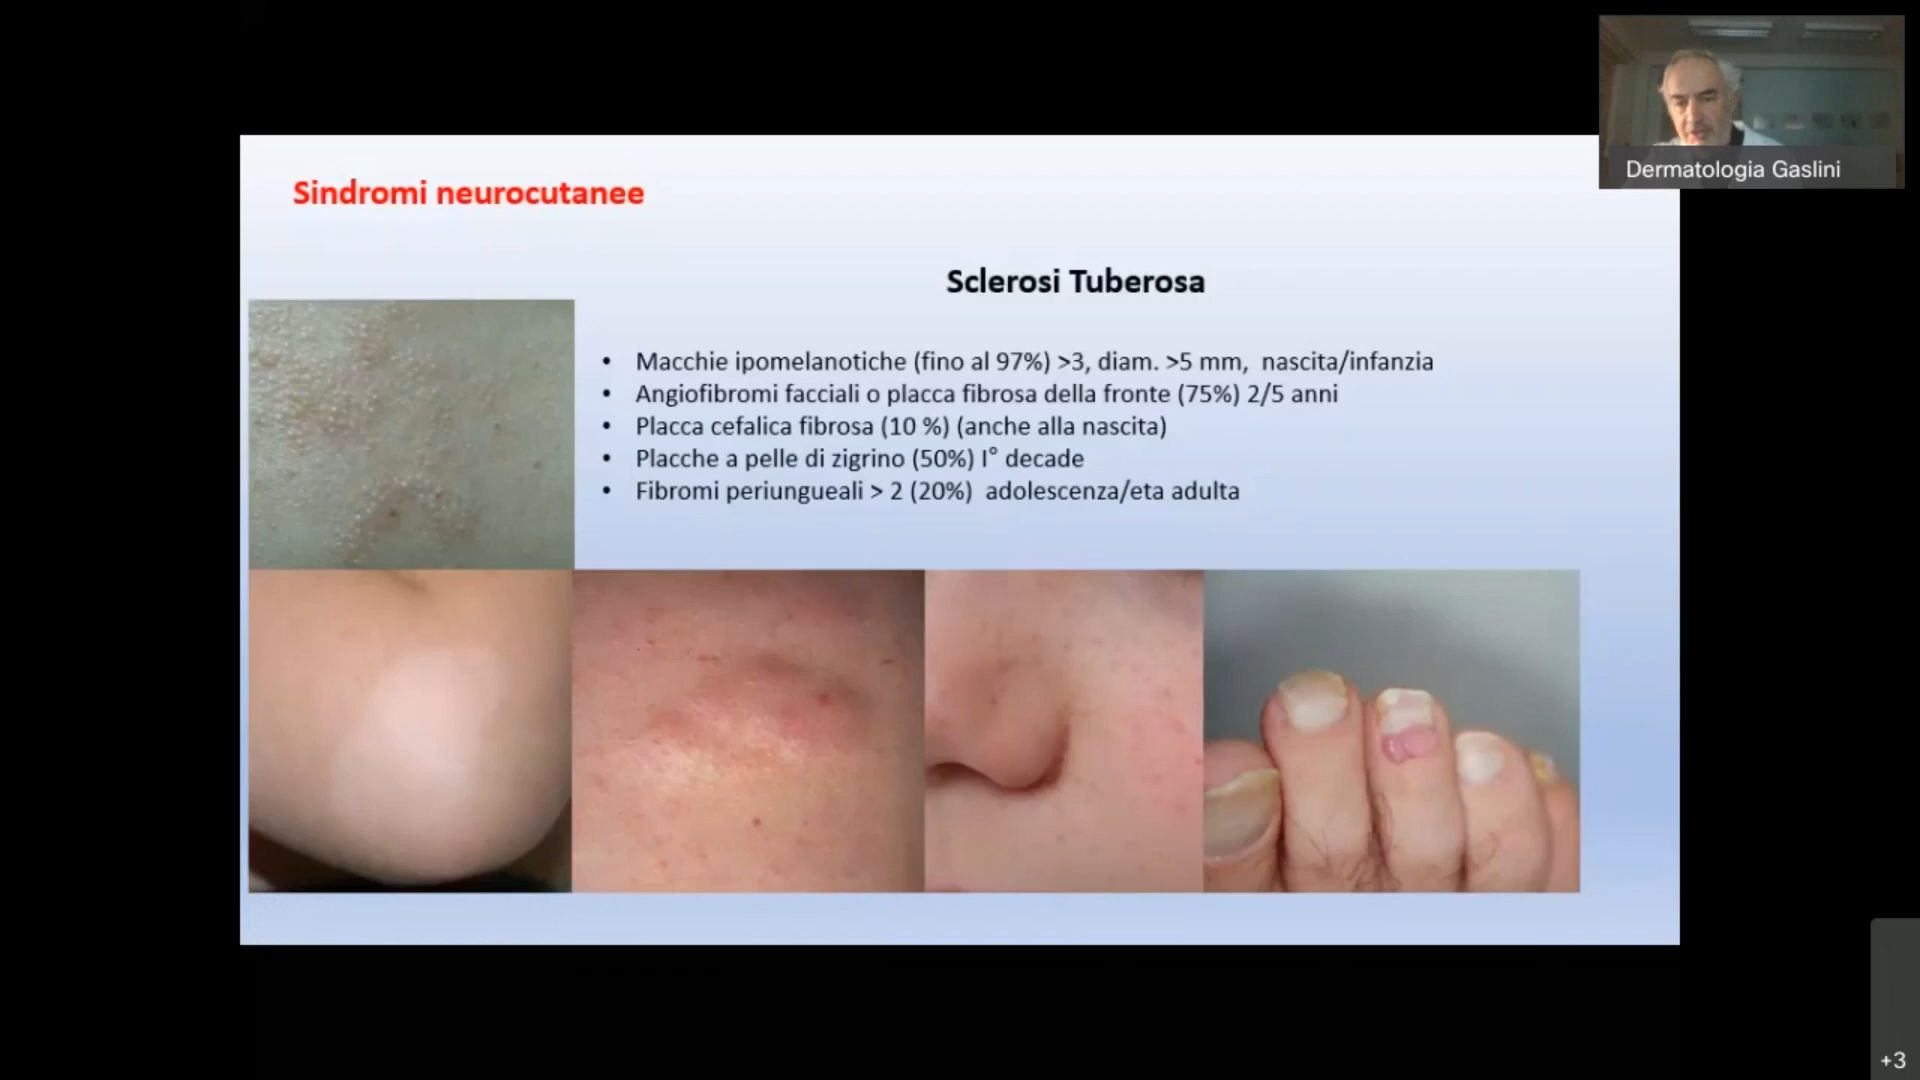 Dermatologia Gaslini
Sindromi neurocutanee
Sclerosi Tuberosa
• Macchie ipomelanotiche (fino al 97%) >3, diam. >5 mm, nascita/infanzia
• Angiofibromi facciali o placca fibrosa della fronte (75%) 2/5 anni
• Placca cefalica fibrosa (10 %) (anche alla nascita)
• Placche a pelle di zigrino (50%) I° decade
• Fibromi periungueali > 2 (20%) adolescenza/eta adulta
+3